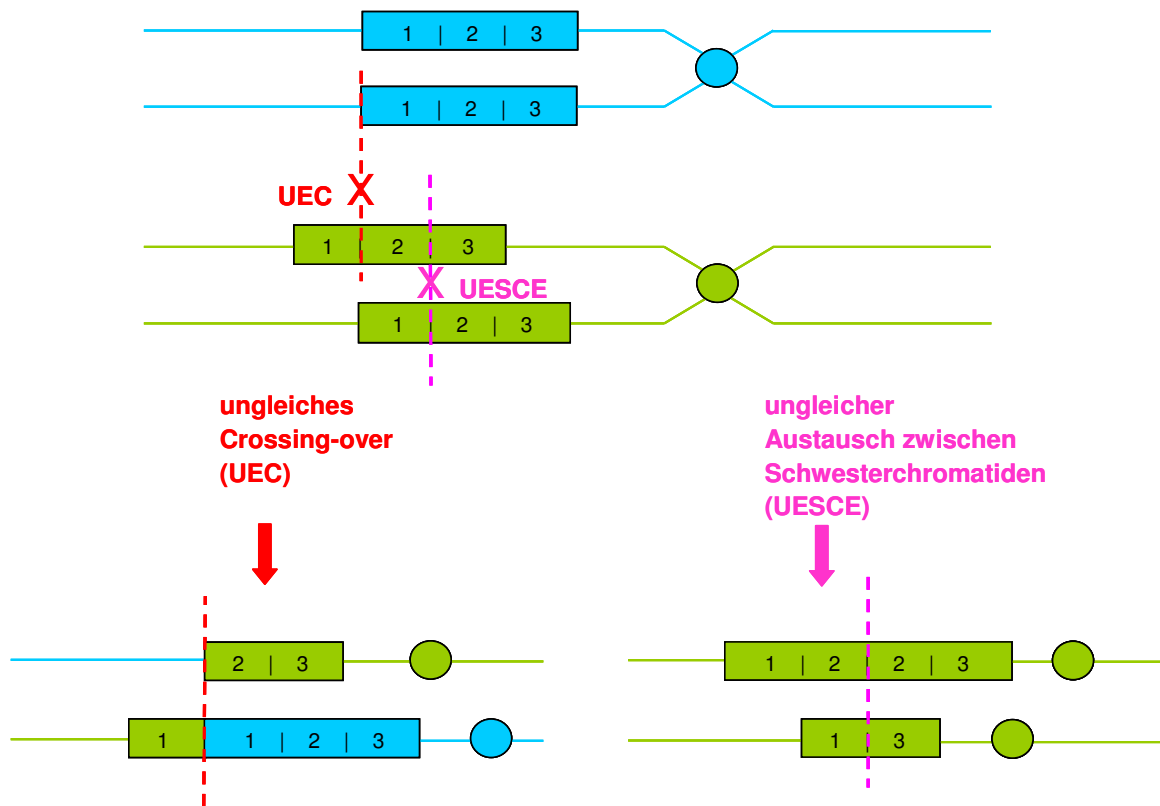 1 | 2 | 3
1 | 2 | 3
UEC X
1 | 2 | 3
X UESCE
1 | 2 | 3
ungleiches
Crossing-over
(UEC)
ungleicher
Austausch zwischen
Schwesterchromatiden
(UESCE)
2 | 3
1 | 2 | 2 | 3
1 | 1 | 2 | 3
1 | 3